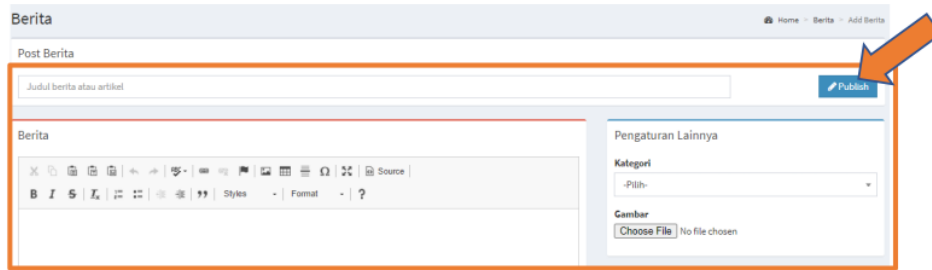 Berita
Home - Berita - Add Berita
Post Berita
Judul berita atau artikel
Publish
Berita
Pengaturan Lainnya
Source
B I S Tx Styles Format ?
Kategori
-Pilih-
Gambar
Choose File No file chosen